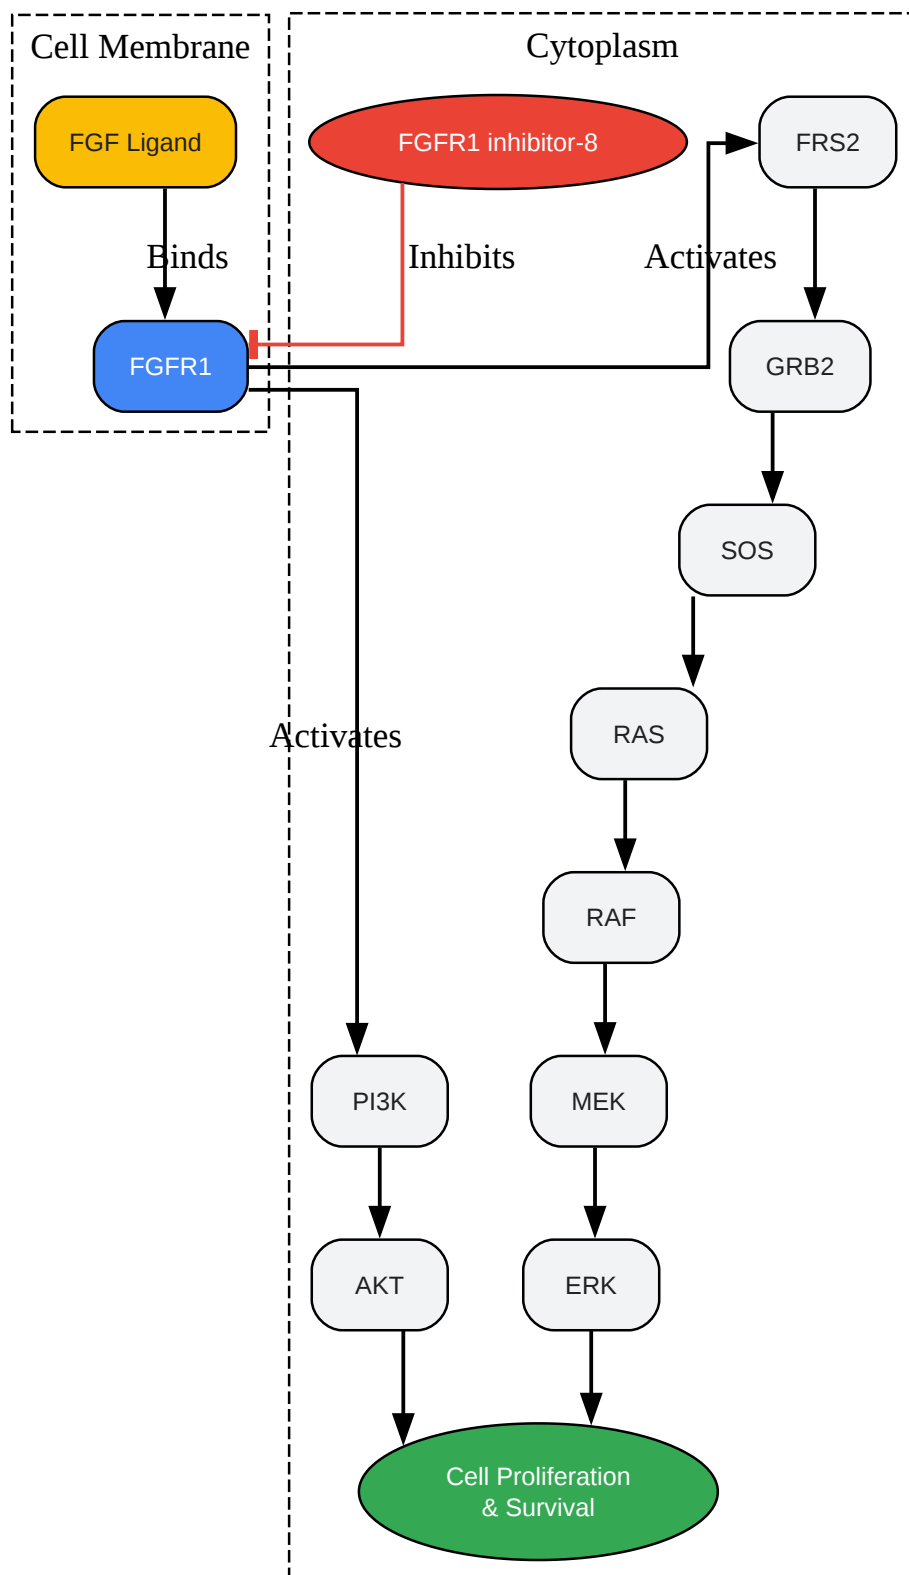 Cell Membrane
Cytoplasm
FGF Ligand
FGFR1 inhibitor-8
FRS2
Binds
Inhibits
Activates
FGFR1
GRB2
SOS
RAS
Activates
RAF
PI3K
MEK
AKT
ERK
Cell Proliferation
& Survival